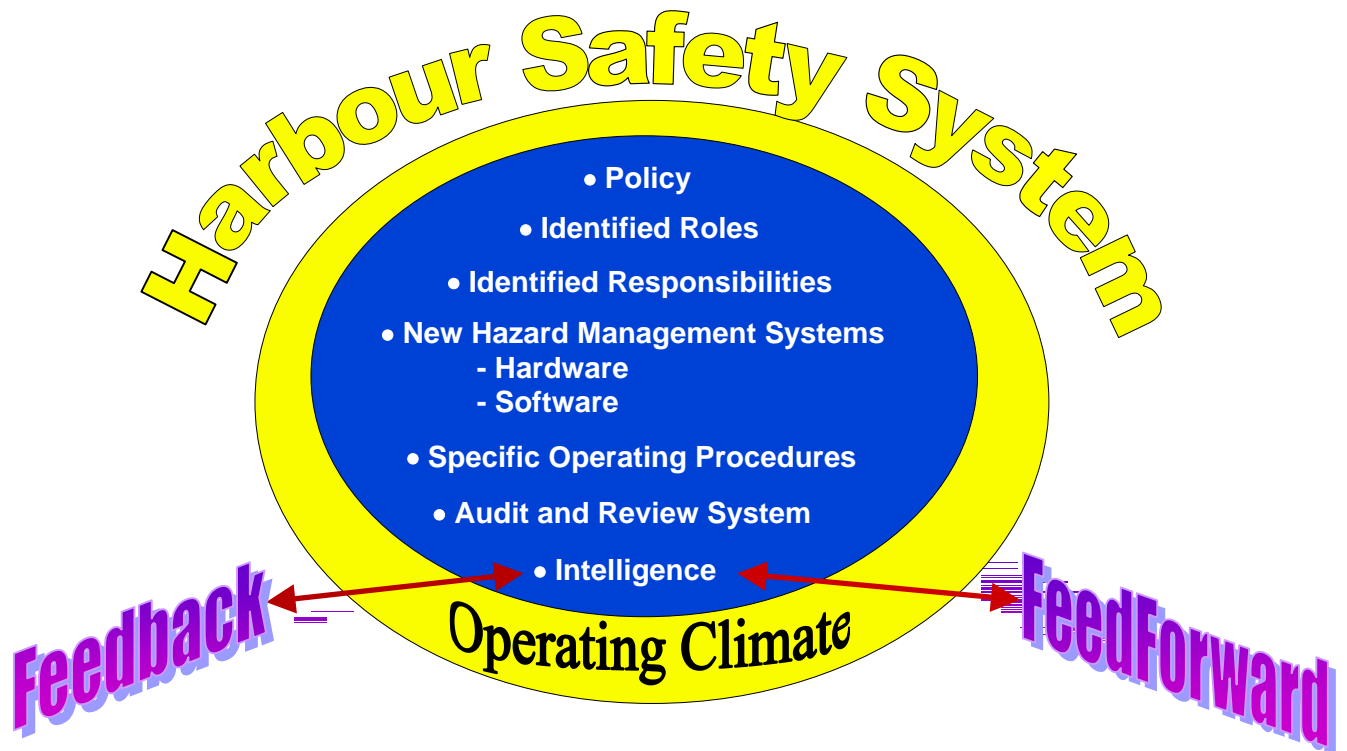 Harbour Safety System
• Policy
• Identified Roles
• Identified Responsibilities
• New Hazard Management Systems
- Hardware
- Software
• Specific Operating Procedures
• Audit and Review System
• Intelligence
Feedback
FeedForward
Operating Climate